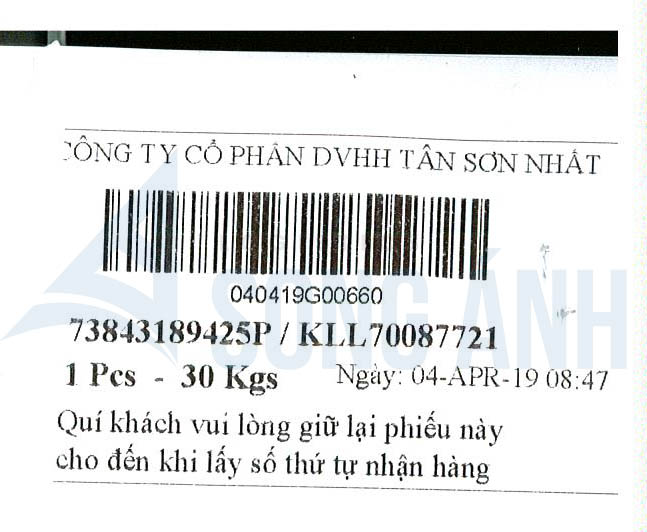 CÔNG TY CỔ PHẦN DVHH TÂN SƠN NHẤT
040419G00660
73843189425P / KLL70087721
1 Pcs - 30 Kgs Ngày: 04-APR-19 08:47
Quí khách vui lòng giữ lại phiếu này
cho đến khi lấy số thứ tự nhận hàng
SONG ÁNH